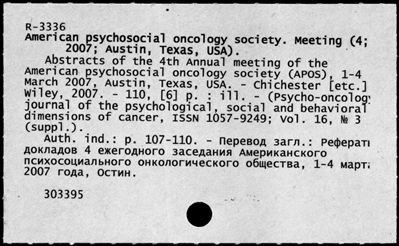 R-3336
American psychosocial oncology society. Meeting (4;
2007; Austin, Texas, USA).
Abstracts of the 4th Annual meeting of the
American psychosocial oncology society (APOS), 1-4
March 2007, Austin, Texas, USA. - Chichester [etc.]
Wiley, 2007. - 110, [6] p. : ill. - (Psycho-oncology
journal of the psychological, social and behavioral
dimensions of cancer, ISSN 1057-9249; Vol. 16, № 3
(suppl.).
Auth. ind.: p. 107-110. - Перевод загл.: Реферат
докладов 4 ежегодного заседания Американского
психосоциального онкологического общества, 1-4 марта
2007 года, Остин.
303395